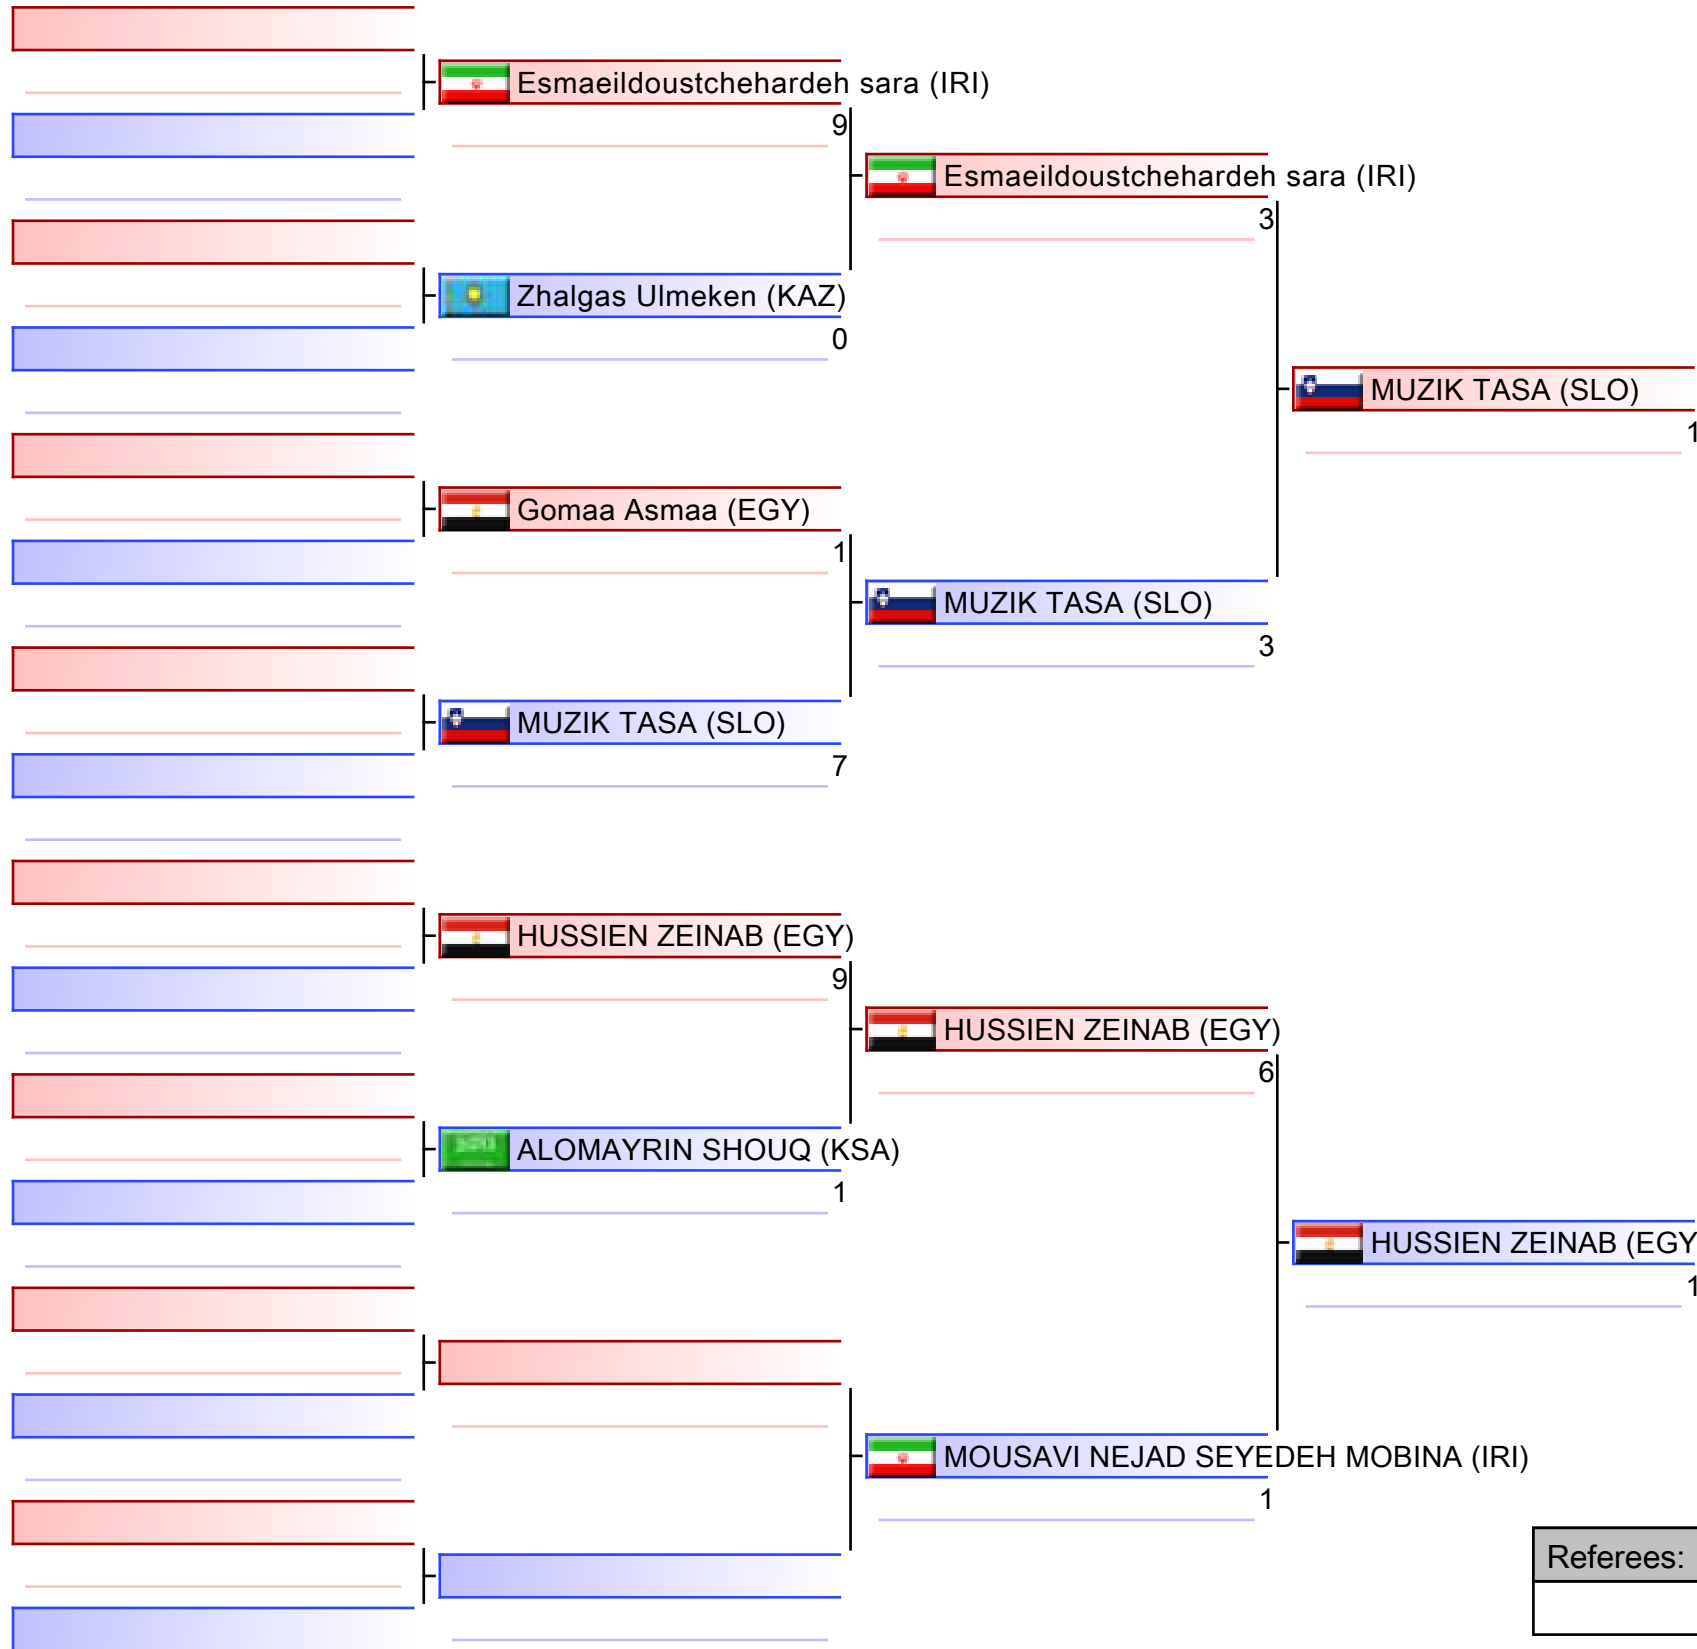 Esmaeildoustchehardeh sara (IRI)
9
Esmaeildoustchehardeh sara (IRI)
3
Zhalgas Ulmeken (KAZ)
0
MUZIK TASA (SLO)
1
Gomaa Asmaa (EGY)
1
MUZIK TASA (SLO)
3
MUZIK TASA (SLO)
7
HUSSIEN ZEINAB (EGY)
9
HUSSIEN ZEINAB (EGY)
6
ALOMAYRIN SHOUQ (KSA)
1
HUSSIEN ZEINAB (EGY
1
MOUSAVI NEJAD SEYEDEH MOBINA (IRI)
1
Referees: